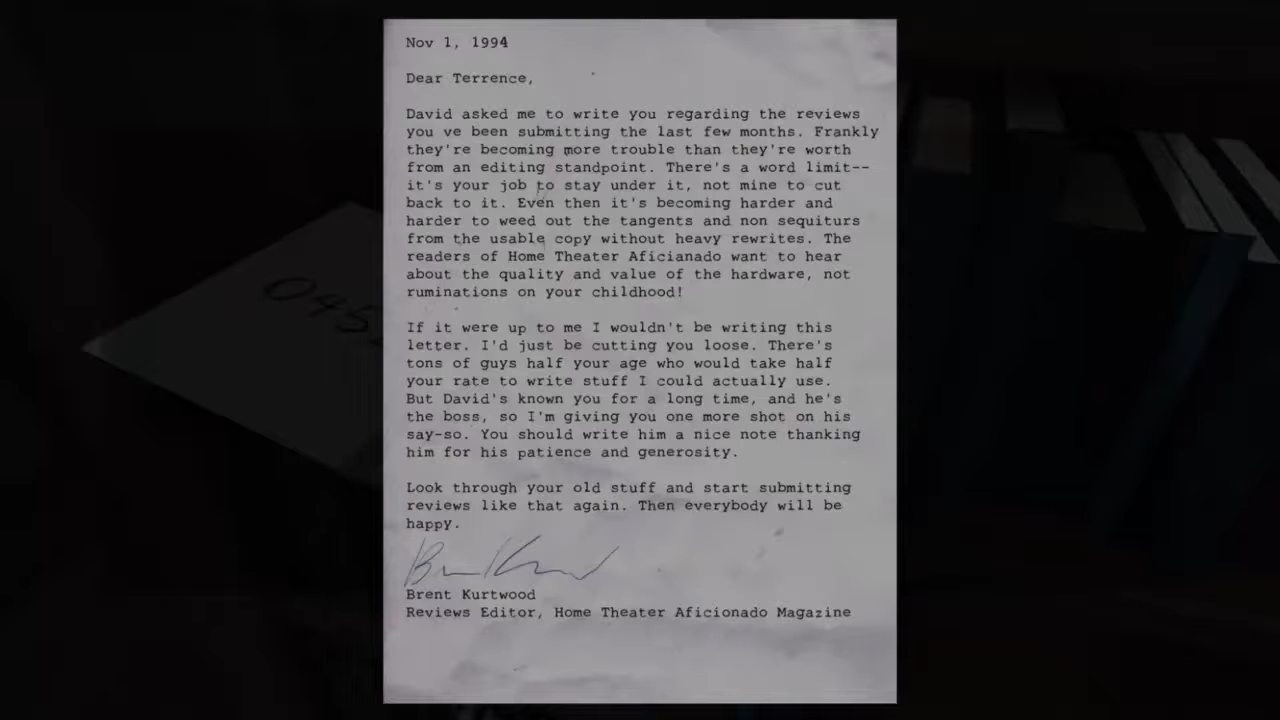 Nov 1, 1994
Dear Terrence,
David asked me to write you regarding the reviews
you ve been submitting the last few months. Frankly
they're becoming more trouble than they're worth
from an editing standpoint. There's a word limit--
it's your job to stay under it, not mine to cut
back to it. Even then it's becoming harder and
harder to weed out the tangents and non sequiturs
from the usable copy without heavy rewrites. The
readers of Home Theater Aficianado want to hear
about the quality and value of the hardware, not
ruminations on your childhood!
If it were up to me I wouldn't be writing this
letter. I'd just be cutting you loose. There's
tons of guys half your age who would take half
your rate to write stuff I could actually use.
But David's known you for a long time, and he's
the boss, so I'm giving you one more shot on his
say-so. You should write him a nice note thanking
him for his patience and generosity.
Look through your old stuff and start submitting
reviews like that again. Then everybody will be
happy.
Brent Kurtwood
Reviews Editor, Home Theater Aficionado Magazine
045